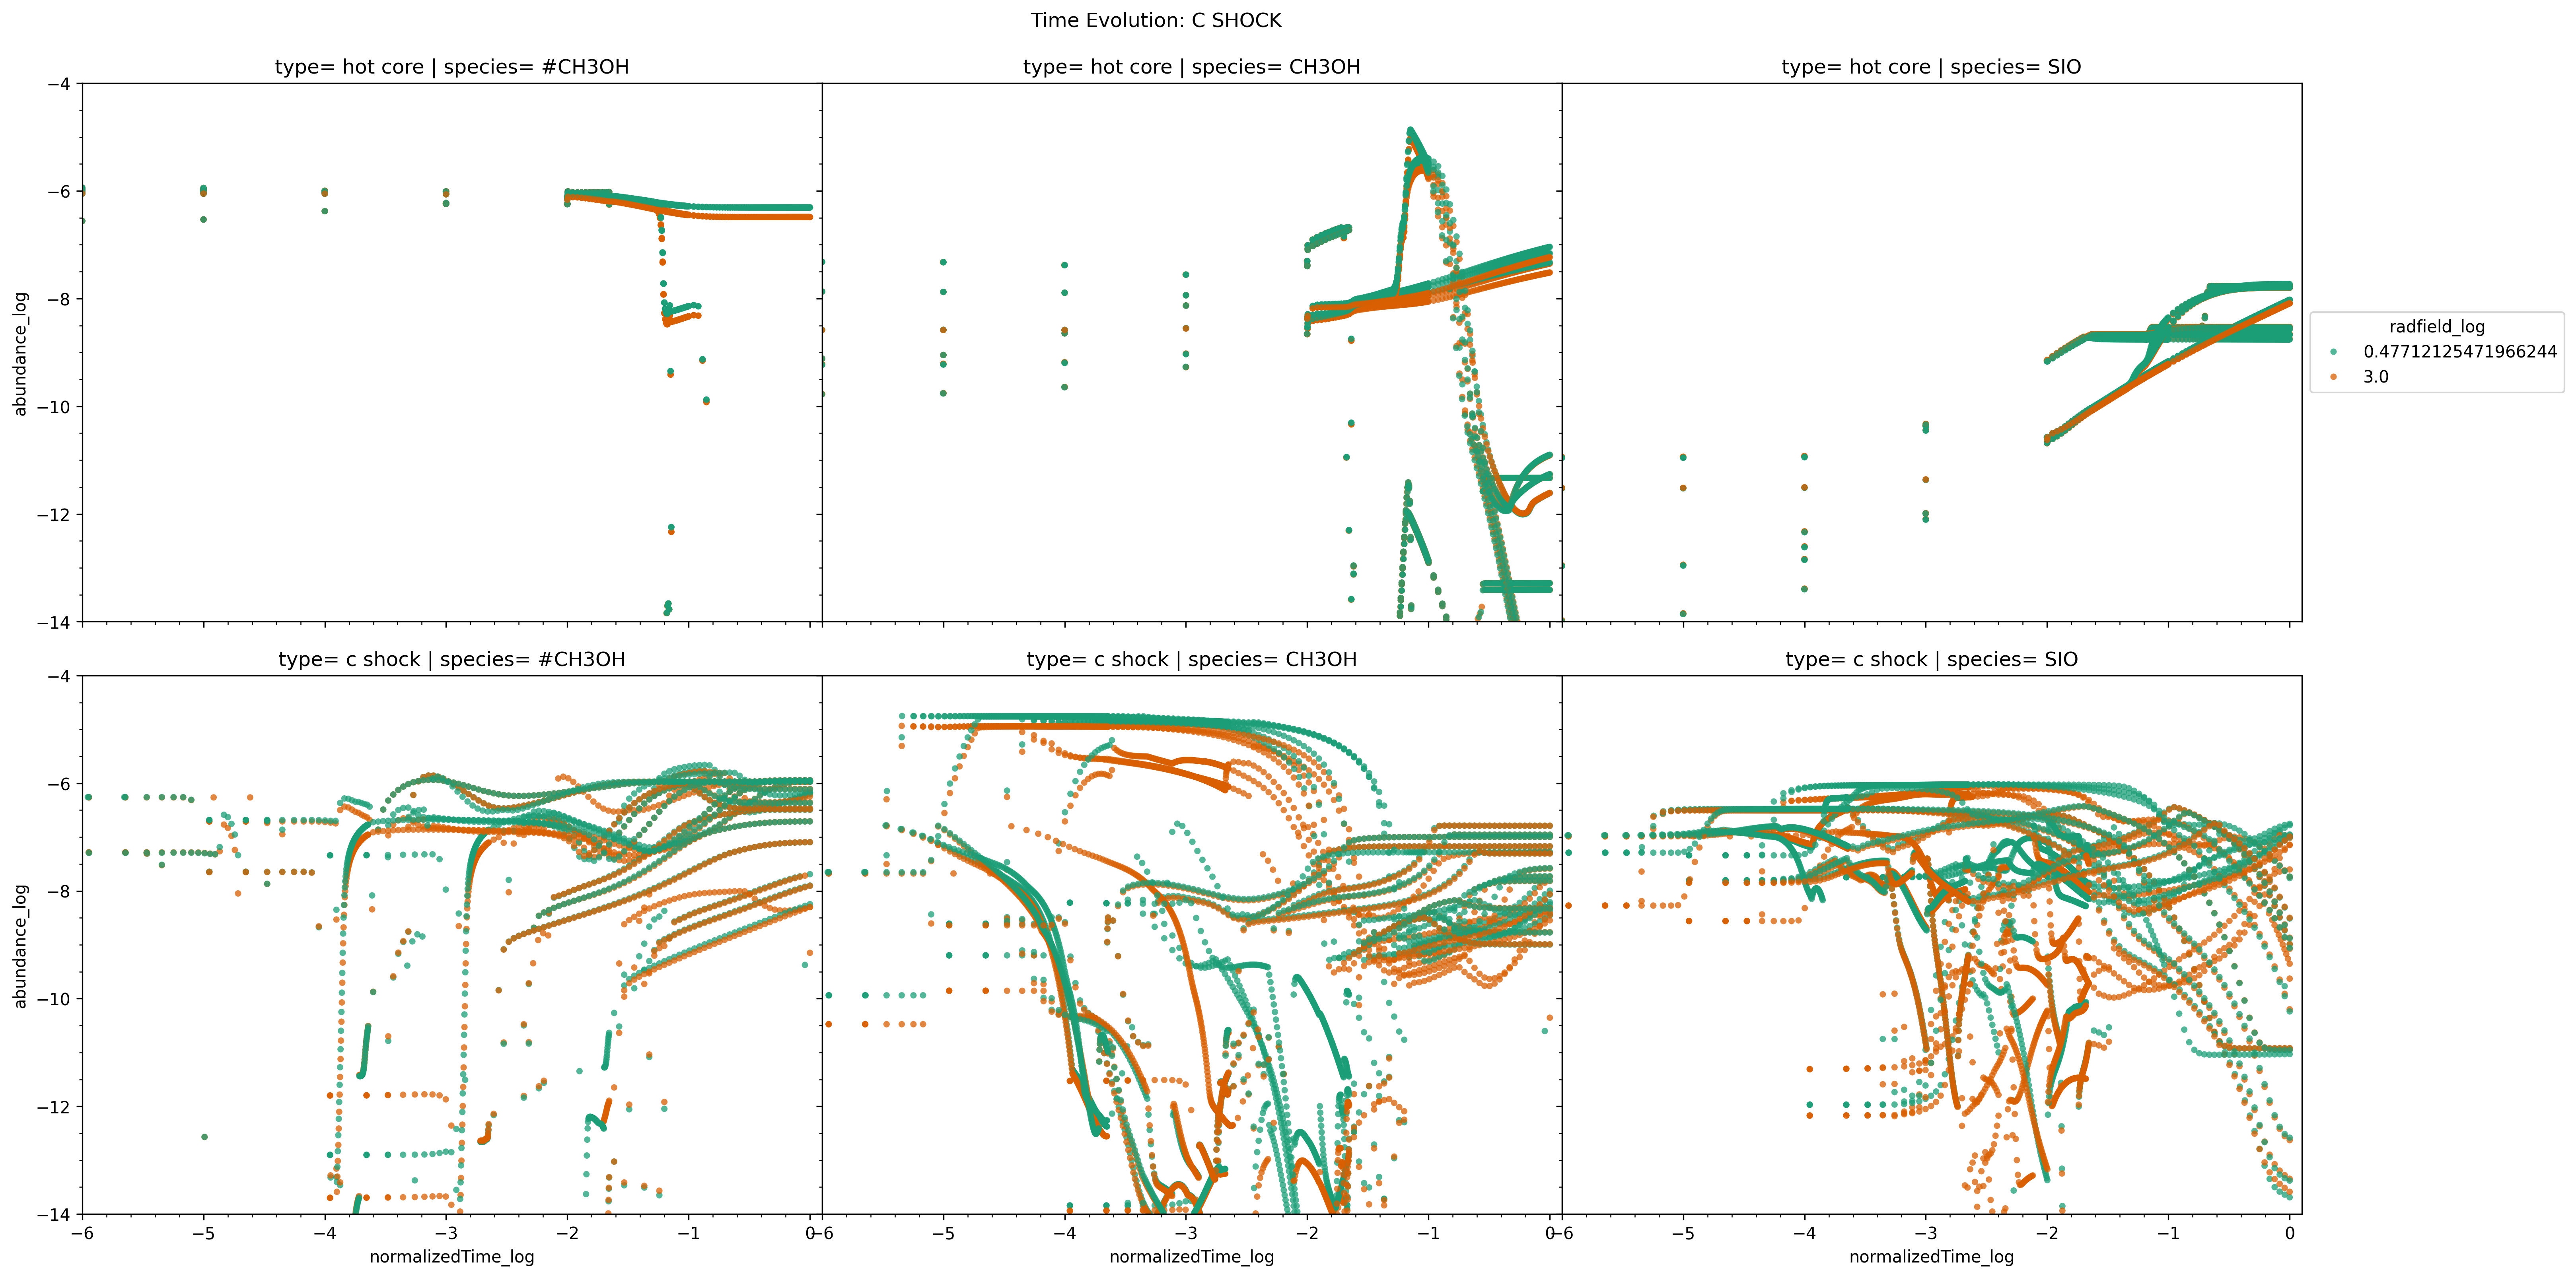 Time Evolution: C SHOCK
type= hot core | species= #CH3OH
type= hot core | species= CH3OH
type= hot core | species= SIO
abundance_log
−4
−6
−8
−10
−12
−14
radfield_log
0.47712125471966244
3.0
type= c shock | species= #CH3OH
type= c shock | species= CH3OH
type= c shock | species= SIO
abundance_log
−4
−6
−8
−10
−12
−14
−6 −5 −4 −3 −2 −1 0
−5 −4 −3 −2 −1 0
−6 −5 −4 −3 −2 −1 0
normalizedTime_log
normalizedTime_log
normalizedTime_log